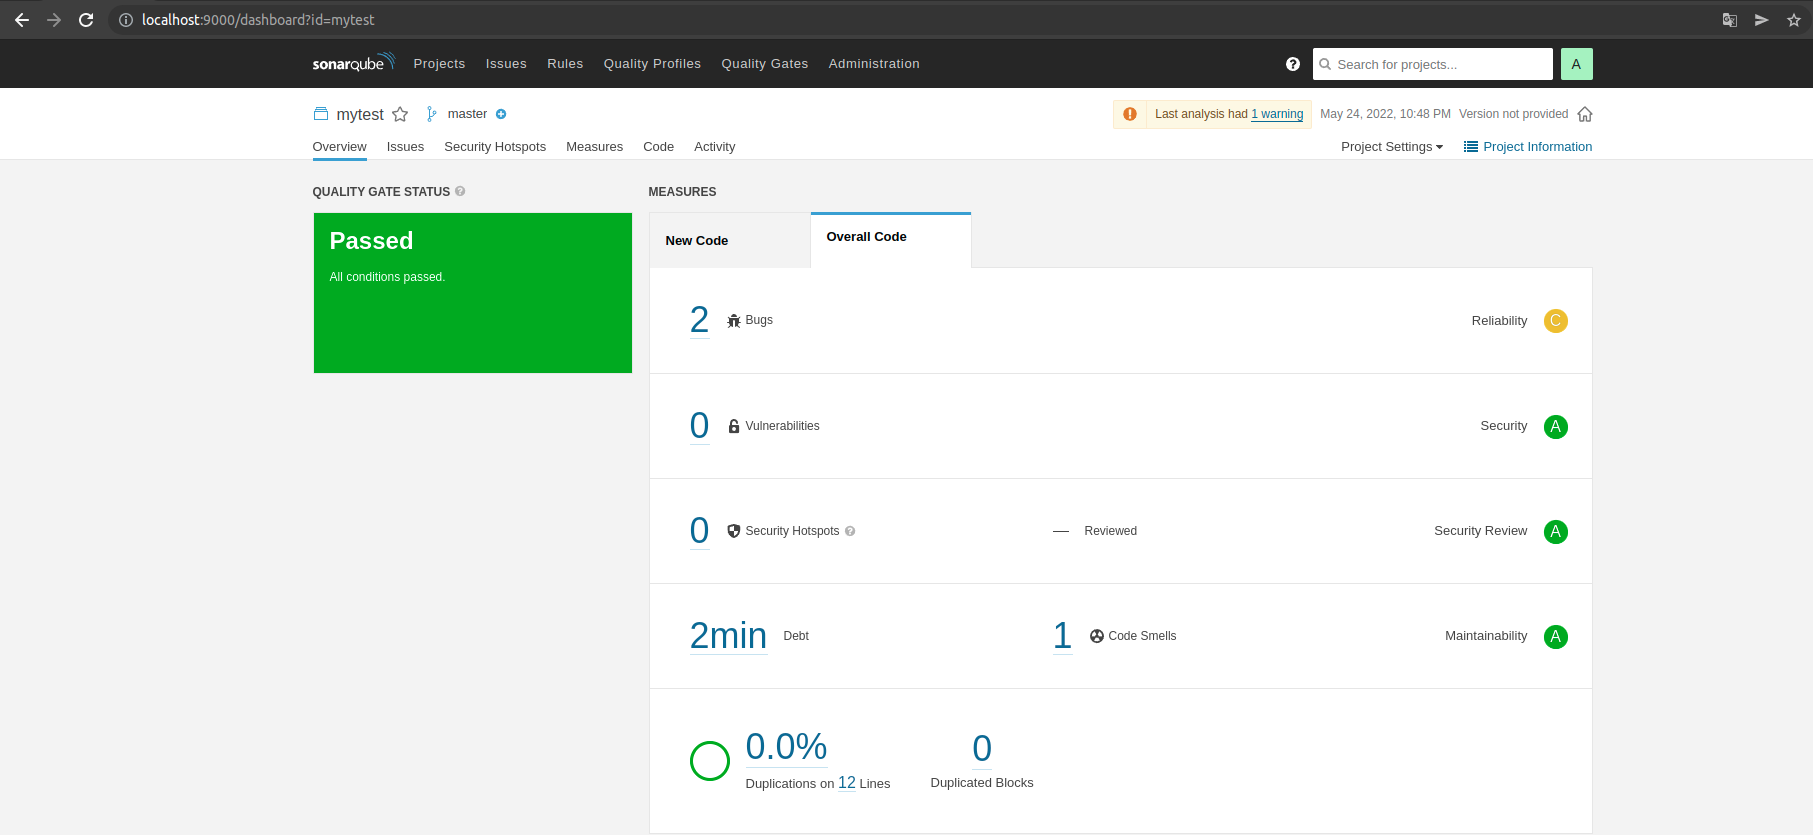 localhost:9000/dashboard?id=mytest
sonarqube Projects Issues Rules Quality Profiles Quality Gates Administration Search for projects... A
mytest master Last analysis had 1 warning May 24, 2022, 10:48 PM Version not provided
Overview Issues Security Hotspots Measures Code Activity Project Settings Project Information
QUALITY GATE STATUS
Passed
All conditions passed.
MEASURES
New Code
Overall Code
2 Bugs Reliability C
0 Vulnerabilities Security A
0 Security Hotspots — Reviewed Security Review A
2min Debt 1 Code Smells Maintainability A
0.0%
Duplications on 12 Lines
0
Duplicated Blocks